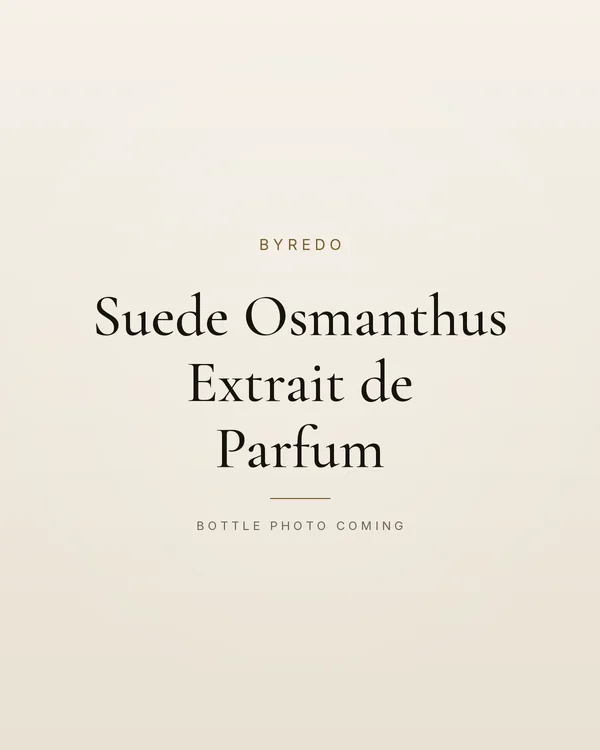 BYREDO
Suede Osmanthus
Extrait de
Parfum
BOTTLE PHOTO COMING